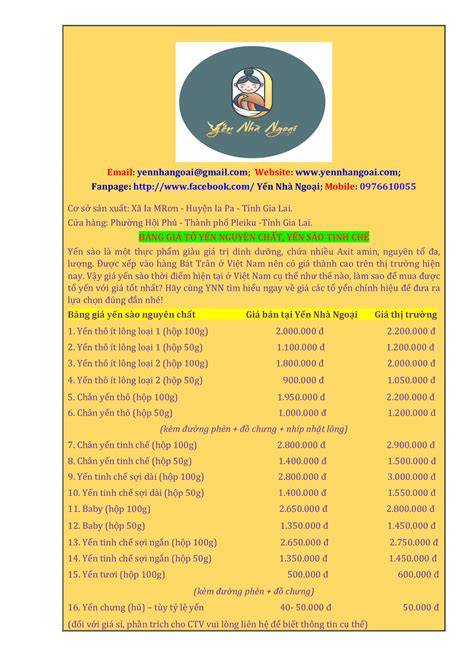 Yến Nhà Ngoại
Email: yennhangoai@gmail.com; Website: www.yennhangoai.com;
Fanpage: http://www.facebook.com/ Yến Nhà Ngoại; Mobile: 0976610055
Cơ sở sản xuất: Xã Ia MRơn - Huyện Ia Pa - Tỉnh Gia Lai.
Cửa hàng: Phường Hội Phú - Thành phố Pleiku -Tỉnh Gia Lai.
BẢNG GIÁ TỔ YẾN NGUYÊN CHẤT, YẾN SÀO TINH CHẾ
Yến sào là một thực phẩm giàu giá trị dinh dưỡng, chứa nhiều Axit amin, nguyên tố đa,
lượng. Được xếp vào hàng Bát Trân ở Việt Nam nên có giá thành cao trên thị trường hiện
nay. Vậy giá yến sào thời điểm hiện tại ở Việt Nam cụ thể như thế nào, làm sao để mua được
tổ yến với giá tốt nhất? Hãy cùng YNN tìm hiểu ngay về giá các tổ yến chính hiệu để đưa ra
lựa chọn đúng đắn nhé!
Bảng giá yến sào nguyên chất Giá bán tại Yến Nhà Ngoại Giá thị trường
1. Yến thô ít lông loại 1 (hộp 100g) 2.000.000 đ 2.200.000 đ
2. Yến thô ít lông loại 1 (hộp 50g) 1.100.000 đ 1.200.000 đ
3. Yến thô ít lông loại 2 (hộp 100g) 1.800.000 đ 2.000.000 đ
4. Yến thô ít lông loại 2 (hộp 50g) 900.000 đ 1.050.000 đ
5. Chân yến thô (hộp 100g) 1.950.000 đ 2.200.000 đ
6. Chân yến thô (hộp 50g) 1.000.000 đ 1.200.000 đ
(kèm đường phèn + đồ chưng + nhíp nhặt lông)
7. Chân yến tinh chế (hộp 100g) 2.800.000 đ 2.900.000 đ
8. Chân yến tinh chế (hộp 50g) 1.400.000 đ 1.500.000 đ
9. Yến tinh chế sợi dài (hộp 100g) 2.800.000 đ 3.000.000 đ
10. Yến tinh chế sợi dài (hộp 50g) 1.400.000 đ 1.550.000 đ
11. Baby (hộp 100g) 2.650.000 đ 2.800.000 đ
12. Baby (hộp 50g) 1.350.000 đ 1.450.000 đ
13. Yến tinh chế sợi ngắn (hộp 100g) 2.650.000 đ 2.750.000 đ
14. Yến tinh chế sợi ngắn (hộp 50g) 1.350.000 đ 1.450.000 đ
15. Yến tươi (hộp 100g) 500.000 đ 600.000 đ
(kèm đường phèn + đồ chưng)
16. Yến chưng (hũ) – tùy tỷ lệ yến 40- 50.000 đ 50.000 đ
(đối với giá sỉ, phần trích cho CTV vui lòng liên hệ để biết thông tin cụ thể)